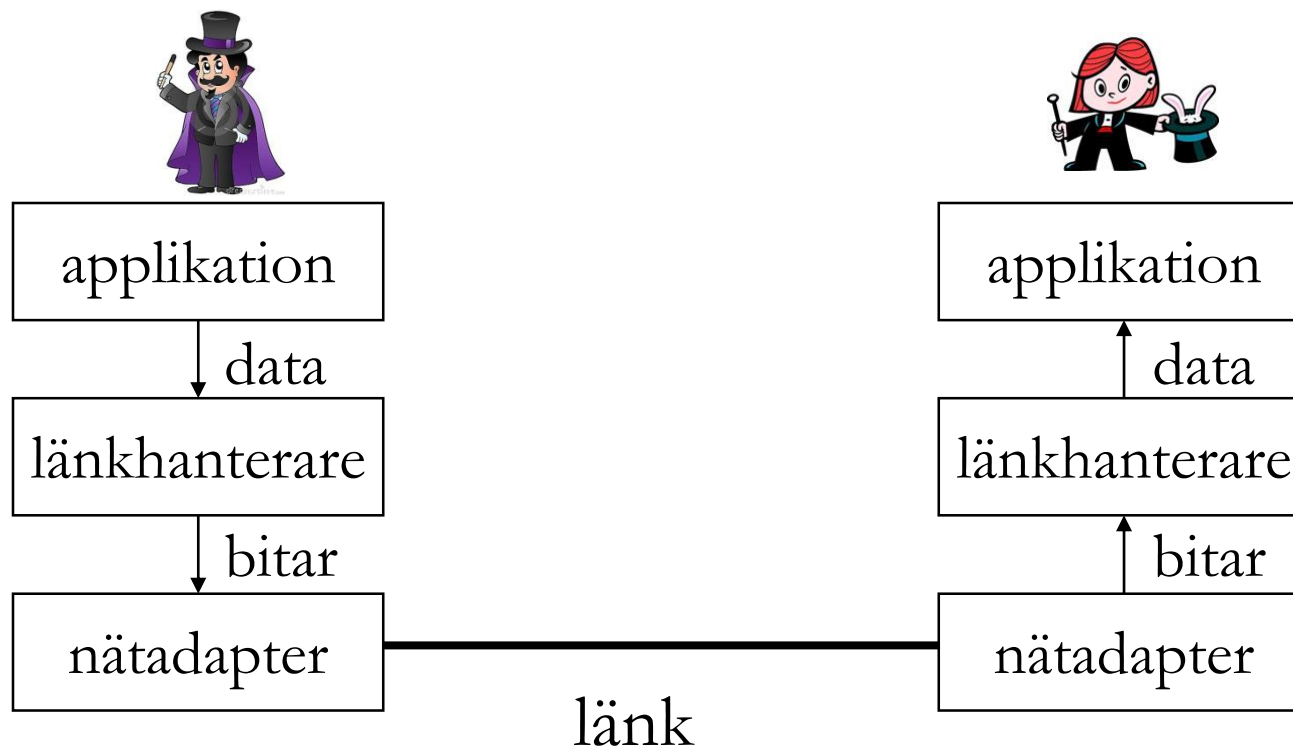 applikation
applikation
data
data
länkhanterare
länkhanterare
bitar
bitar
nätadapter
nätadapter
länk